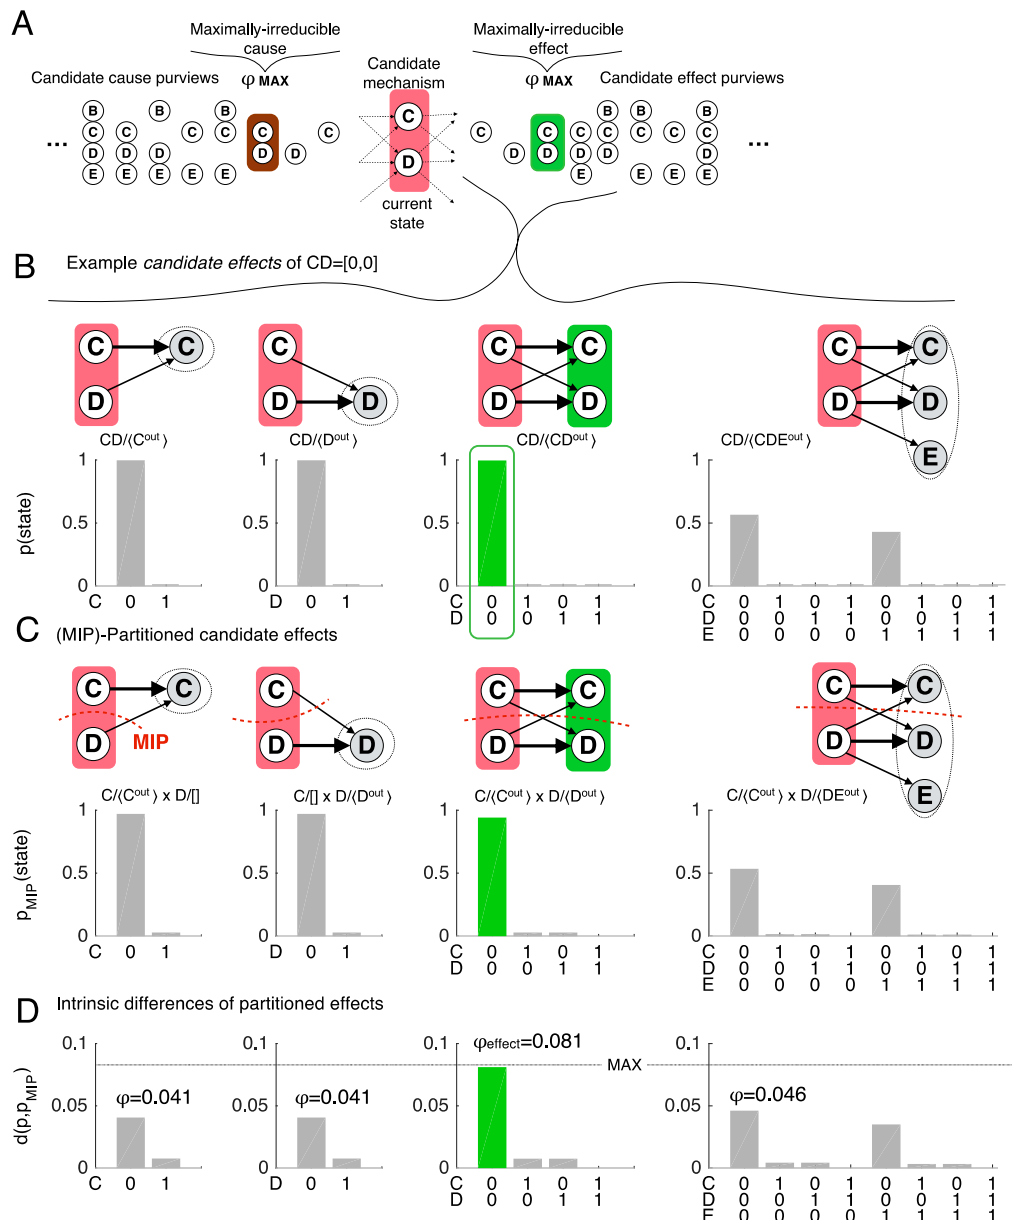 A
Maximally-irreducible cause
φ MAX
Maximally-irreducible effect
φ MAX
Candidate mechanism
Candidate cause purviews
Candidate effect purviews
B B B B B B
C C C C C C C C C C C C C C
D D D D D D D D D D
E E E E E E E E E
... ...
current state
B Example candidate effects of CD=[0,0]
C C D
C D D
C C D D
C C D D E
CD/⟨C^out⟩ CD/⟨D^out⟩ CD/⟨CD^out⟩ CD/⟨CDE^out⟩
p(state)
1 1 1 1
0.5 0.5 0.5 0.5
0 0 0 0
C 0 1 D 0 1 C 0 1 0 1 C 0 1 0 1 0 1 0 1
D 0 0 1 1 D 0 0 1 1 0 0 1 1
E 0 0 0 0 1 1 1 1
C (MIP)-Partitioned candidate effects
C C D
MIP
C D D
C C D D
C C D D E
C/⟨C^out⟩ x D/[] C/[] x D/⟨D^out⟩ C/⟨C^out⟩ x D/⟨D^out⟩ C/⟨C^out⟩ x D/⟨DE^out⟩
p_MIP(state)
1 1 1 1
0.5 0.5 0.5 0.5
0 0 0 0
C 0 1 D 0 1 C 0 1 0 1 C 0 1 0 1 0 1 0 1
D 0 0 1 1 D 0 0 1 1 0 0 1 1
E 0 0 0 0 1 1 1 1
D Intrinsic differences of partitioned effects
d(p,p_MIP)
0.1 0.1 0.1 0.1
φeffect=0.081
MAX
φ=0.041 φ=0.041 φ=0.046
0.05 0.05 0.05 0.05
0 0 0 0
C 0 1 D 0 1 C 0 1 0 1 C 0 1 0 1 0 1 0 1
D 0 0 1 1 D 0 0 1 1 0 0 1 1
E 0 0 0 0 1 1 1 1